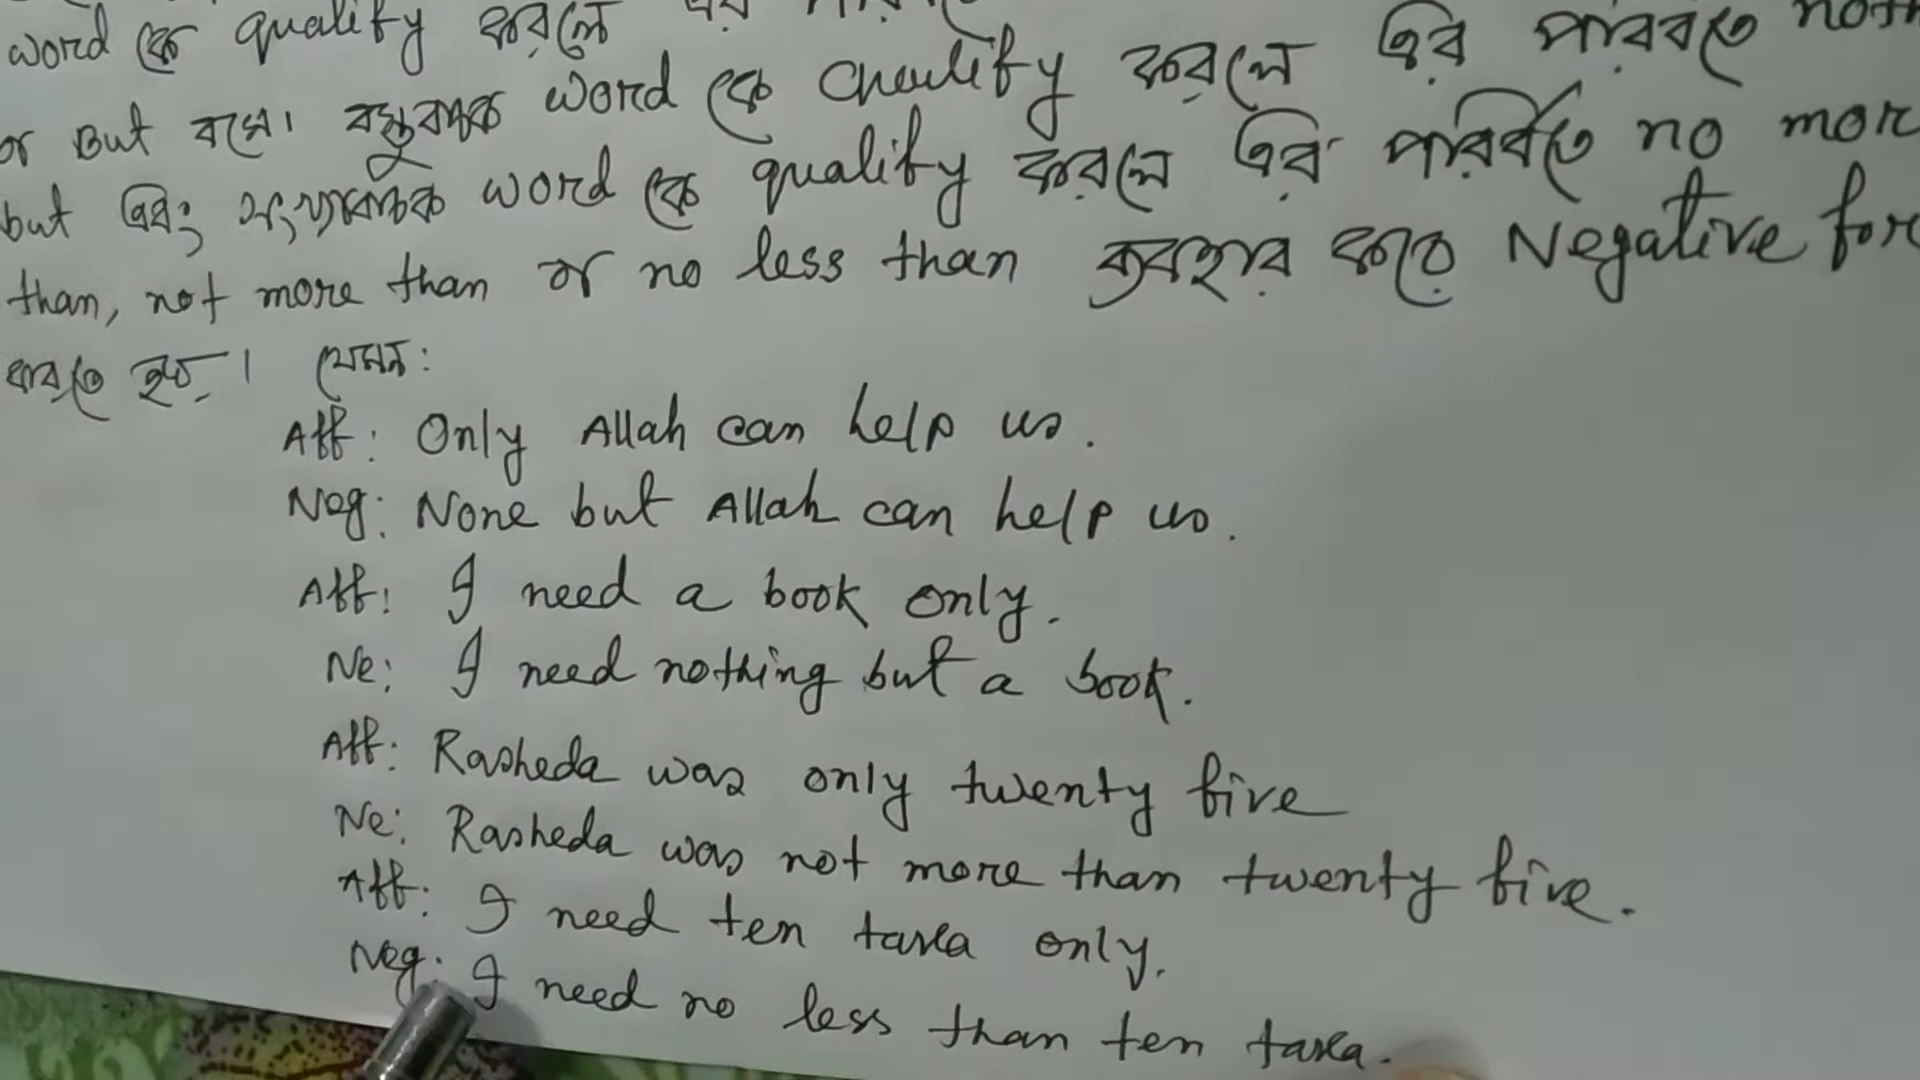 word কে qualify করলে এর
or But বসে। বস্তুবাচক word কে qualify করলে এর পরিবর্তে noth
but এবং সংখ্যাবাচক word কে qualify করলে এর পরিবর্তে no mor
than, not more than or no less than ব্যবহার করে Negative for
করতে হয়। যেমন:
Aff: Only Allah can help us.
Neg: None but Allah can help us.
Aff: I need a book only.
Ne: I need nothing but a book.
Aff: Rasheda was only twenty five
Ne: Rasheda was not more than twenty five.
Aff: I need ten taka only.
Neg: I need no less than ten taka.